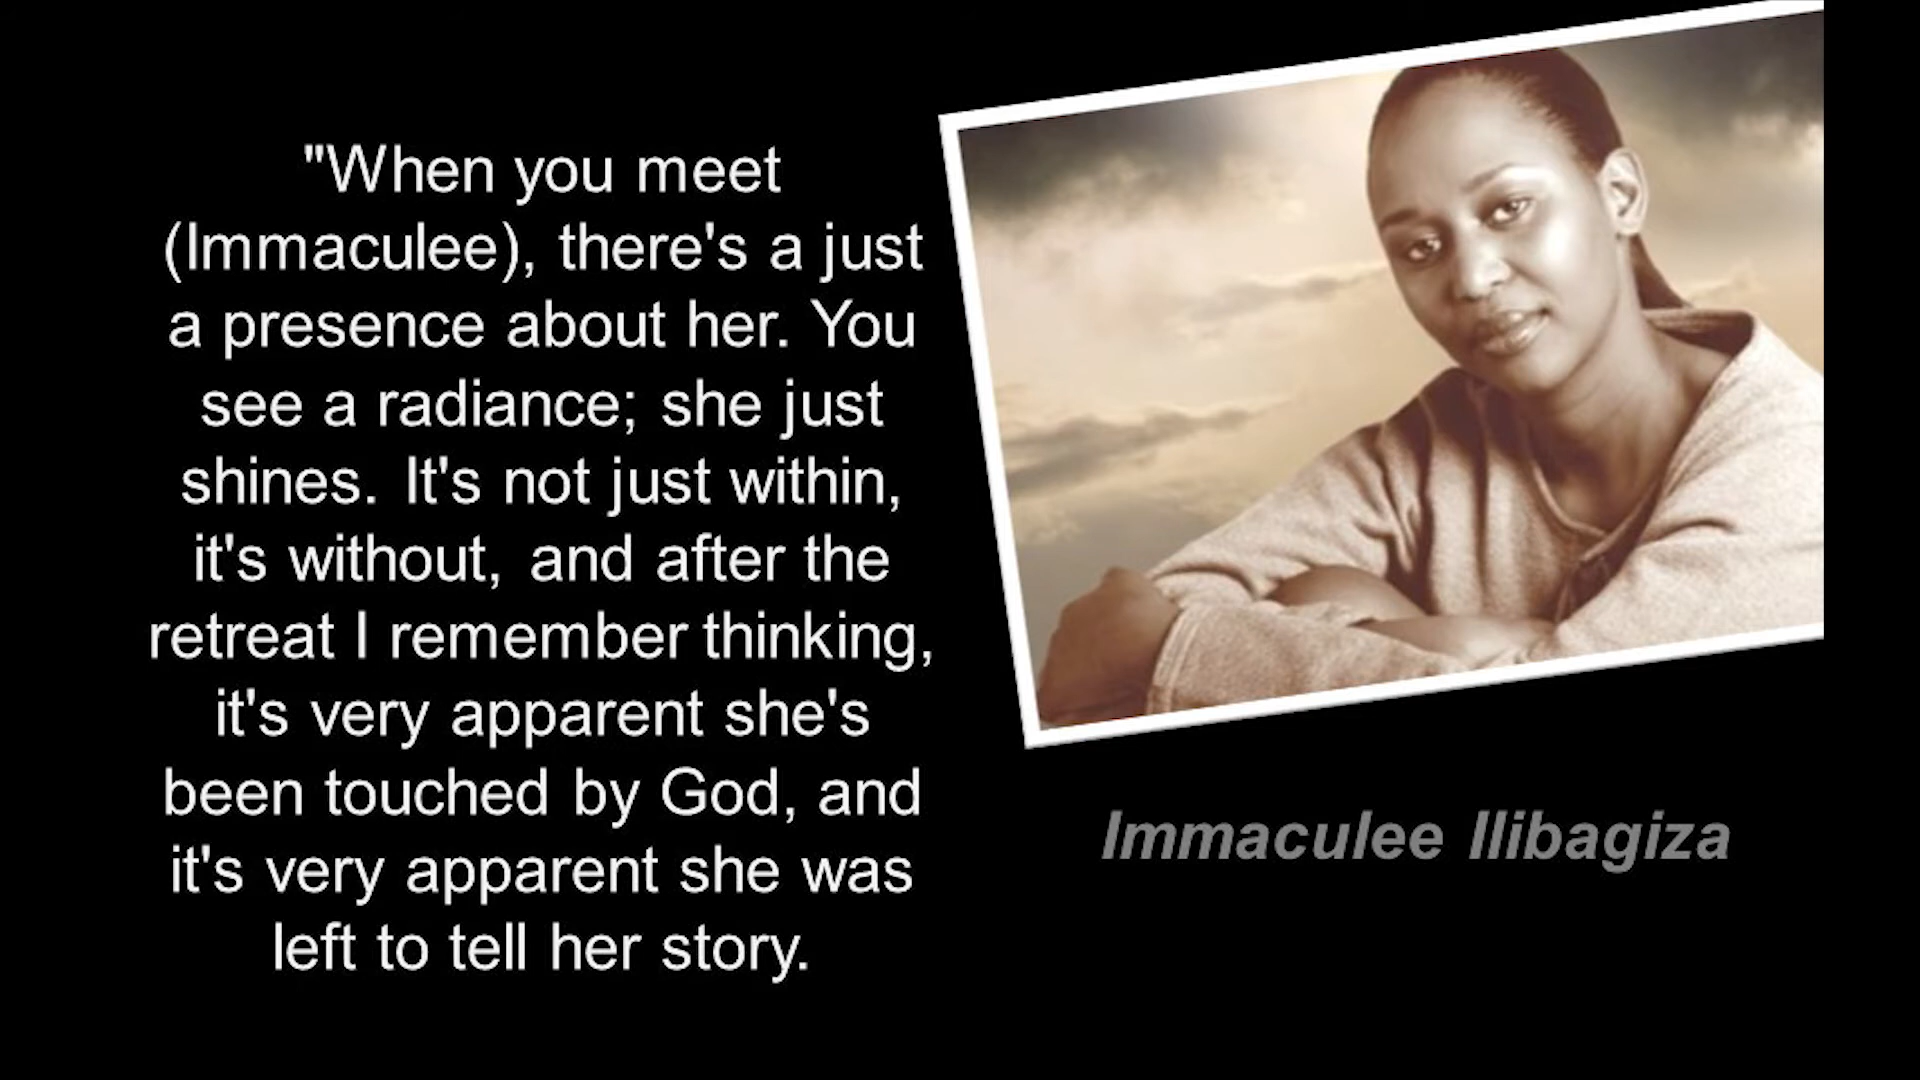 "When you meet
(Immaculee), there's a just
a presence about her. You
see a radiance; she just
shines. It's not just within,
it's without, and after the
retreat I remember thinking,
it's very apparent she's
been touched by God, and
it's very apparent she was
left to tell her story.
Immaculee Ilibagiza